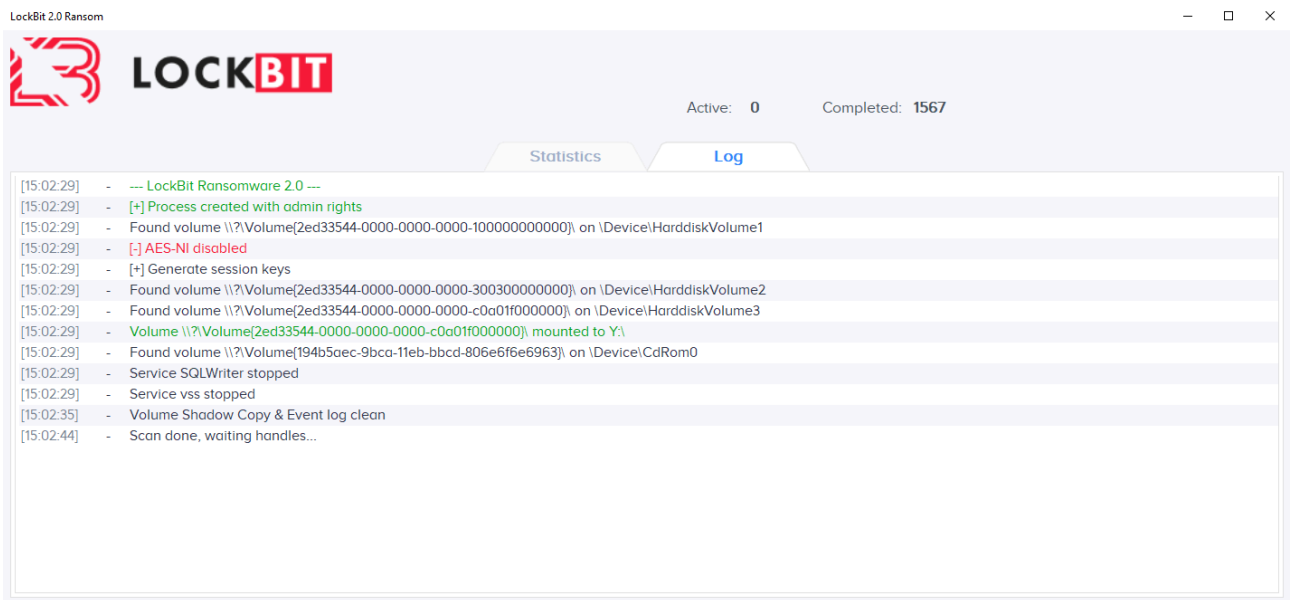 LockBit 2.0 Ransom
LOCKBIT
Active: 0 Completed: 1567
Statistics Log
[15:02:29] - --- LockBit Ransomware 2.0 ---
[15:02:29] - [+] Process created with admin rights
[15:02:29] - Found volume \\?\Volume{2ed33544-0000-0000-0000-100000000000}\ on \Device\HarddiskVolume1
[15:02:29] - [-] AES-NI disabled
[15:02:29] - [+] Generate session keys
[15:02:29] - Found volume \\?\Volume{2ed33544-0000-0000-0000-300300000000}\ on \Device\HarddiskVolume2
[15:02:29] - Found volume \\?\Volume{2ed33544-0000-0000-0000-c0a01f000000}\ on \Device\HarddiskVolume3
[15:02:29] - Volume \\?\Volume{2ed33544-0000-0000-0000-c0a01f000000}\ mounted to Y:\
[15:02:29] - Found volume \\?\Volume{194b5aec-9bca-11eb-bbcd-806e6f6e6963}\ on \Device\CdRom0
[15:02:29] - Service SQLWriter stopped
[15:02:29] - Service vss stopped
[15:02:35] - Volume Shadow Copy & Event log clean
[15:02:44] - Scan done, waiting handles...